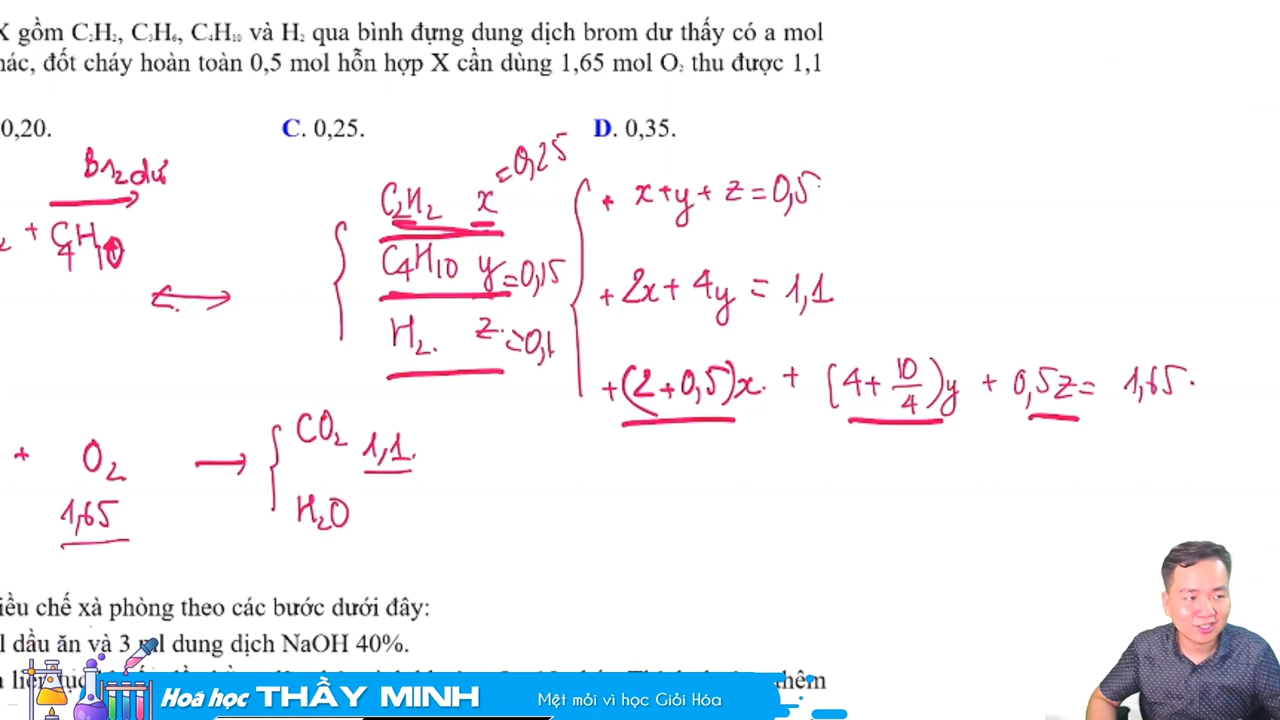 X gồm C₂H₂, C₃H₆, C₄H₁₀ và H₂ qua bình đựng dung dịch brom dư thấy có a mol
hác, đốt cháy hoàn toàn 0,5 mol hỗn hợp X cần dùng 1,65 mol O₂ thu được 1,1
0,20. C. 0,25. D. 0,35.
Br₂ dư
+ C₄H₁₀
C₂H₂ x = 0,25
C₄H₁₀ y = 0,15
H₂. z. = 0,1
+ x + y + z = 0,5
+ 2x + 4y = 1,1
+ (2 + 0,5)x. + (4 + 10/4)y + 0,5z = 1,65.
+ O₂ → CO₂ 1,1.
1,65 H₂O
iều chế xà phòng theo các bước dưới đây:
l dầu ăn và 3 ml dung dịch NaOH 40%.
hêm
Hoá học THẦY MINH Mệt mỏi vì học Giỏi Hóa